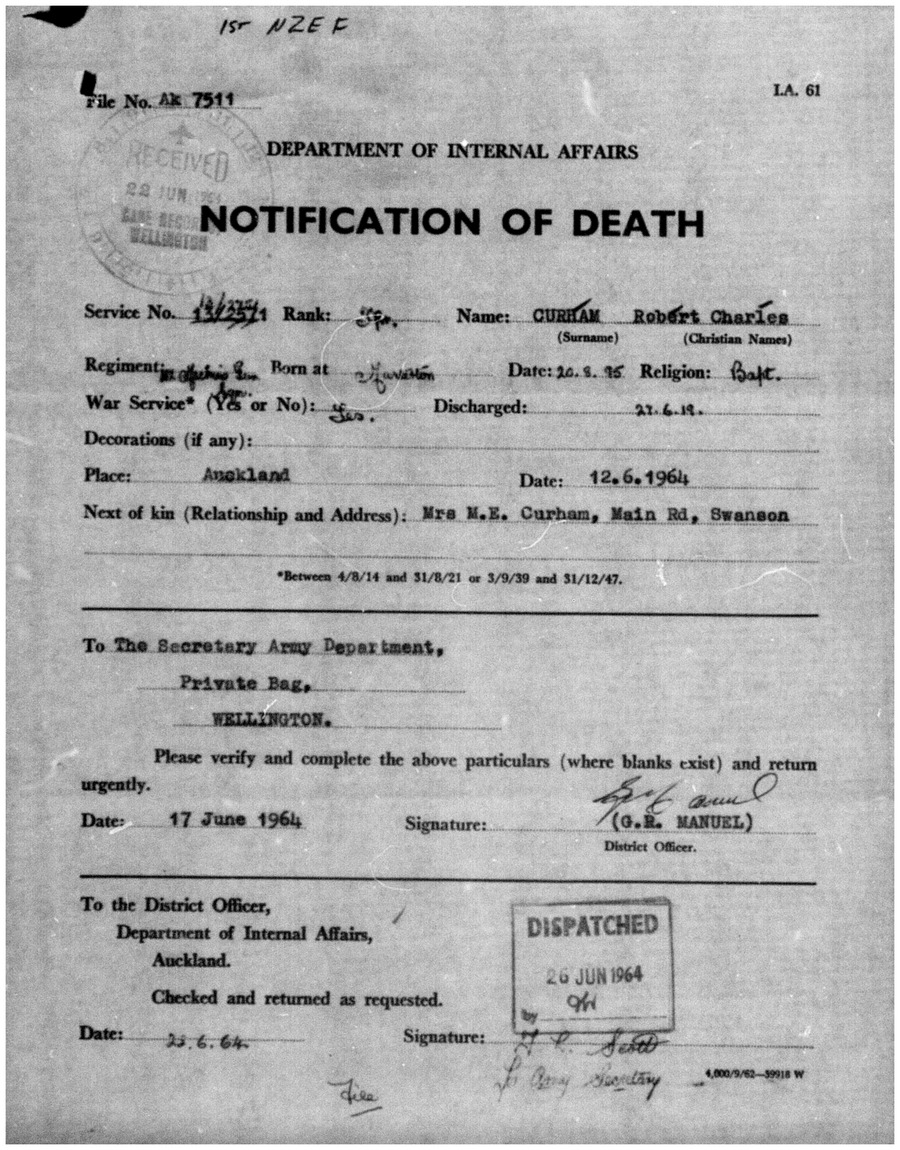 1st NZEF
File No. Ak 7511
I.A. 61
DEPARTMENT OF INTERNAL AFFAIRS
RECEIVED
22 JUN 1964
BASE RECORDS
WELLINGTON
NOTIFICATION OF DEATH
Service No. 13/2571 Rank: Tpr. Name: CURHAM Robert Charles
(Surname) (Christian Names)
Regiment: Born at Date: 20.8.95 Religion: Bapt.
War Service* (Yes or No): Yes. Discharged: 27.6.19.
Decorations (if any):
Place: Auckland Date: 12.6.1964
Next of kin (Relationship and Address): Mrs M.E. Curham, Main Rd, Swanson
*Between 4/8/14 and 31/8/21 or 3/9/39 and 31/12/47.
To The Secretary Army Department,
Private Bag,
WELLINGTON.
Please verify and complete the above particulars (where blanks exist) and return
urgently.
Date: 17 June 1964 Signature: (G.R. MANUEL)
District Officer.
To the District Officer,
Department of Internal Affairs,
Auckland.
Checked and returned as requested.
DISPATCHED
26 JUN 1964
by
Date: 23.6.64. Signature: Scott
for Army Secretary
4,000/9/62—39918 W
File